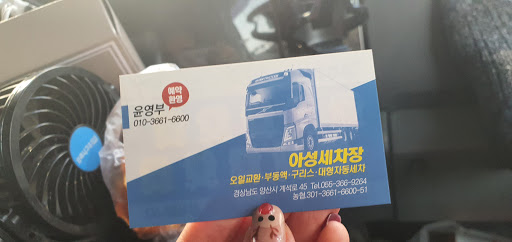 예약
환영
윤영부
010-3661-6600
아성세차장
오일교환·부동액·구리스·대형자동세차
경상남도 양산시 계석로 45 Tel.055-366-9264
농협.301-3661-6600-51